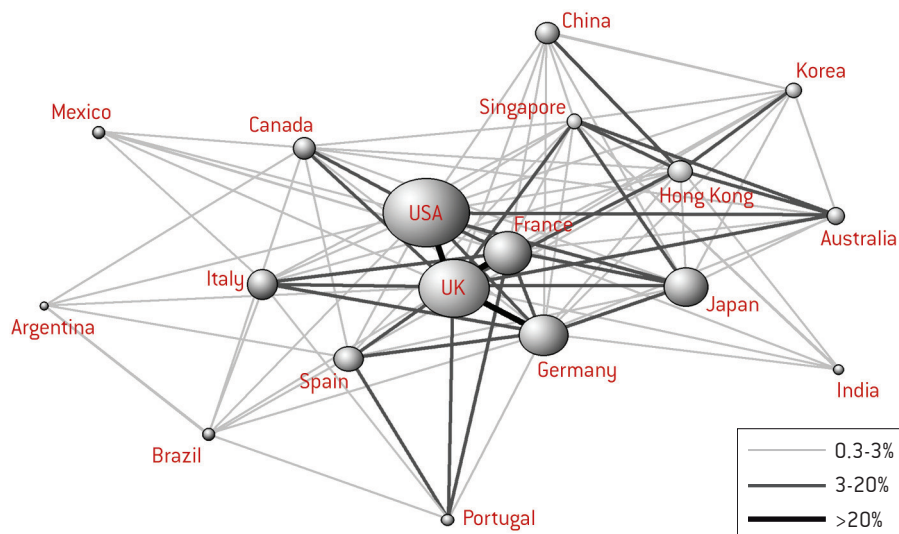 China
Korea
Mexico
Singapore
Canada
Hong Kong
USA
France
Australia
Italy
UK
Japan
Argentina
Germany
Spain
India
Brazil
Portugal
0.3-3%
3-20%
>20%